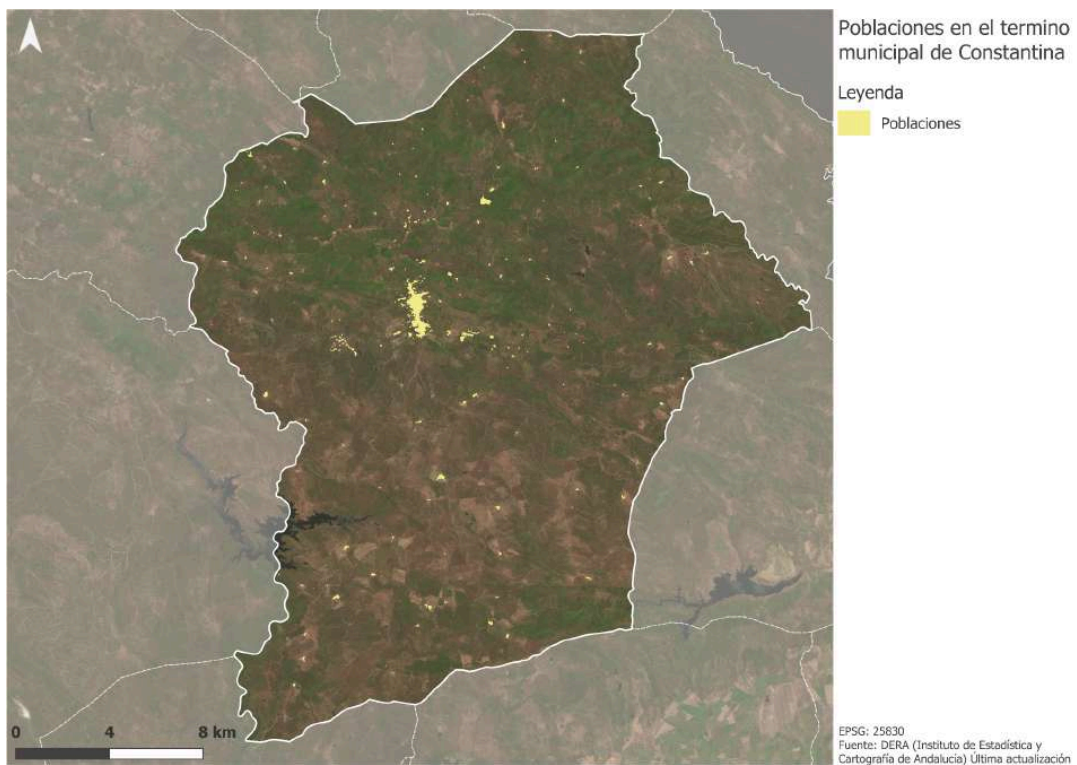 Poblaciones en el termino
municipal de Constantina
Leyenda
Poblaciones
0 4 8 km
EPSG: 25830
Fuente: DERA (Instituto de Estadística y
Cartografía de Andalucia) Última actualización